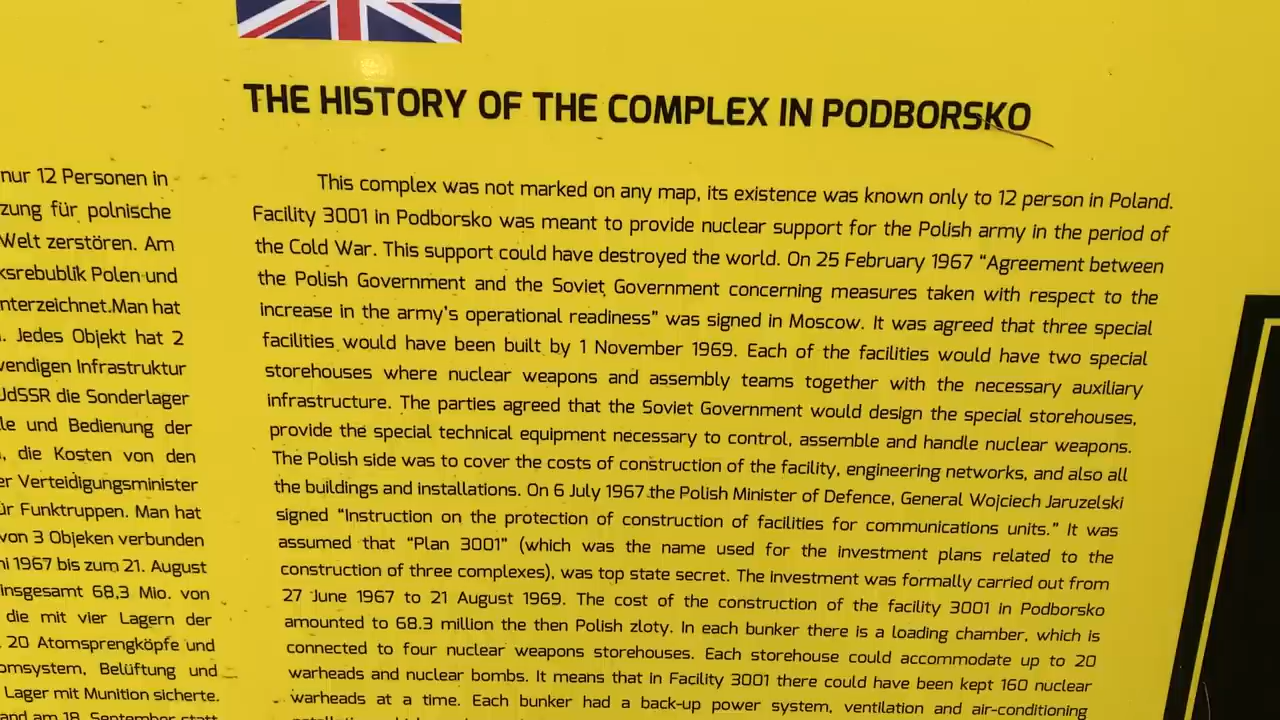 THE HISTORY OF THE COMPLEX IN PODBORSKO
nur 12 Personen in
zung für polnische
Welt zerstören. Am
ksrebublik Polen und
nterzeichnet.Man hat
. Jedes Objekt hat 2
vendigen Infrastruktur
JdSSR die Sonderlager
le und Bedienung der
, die Kosten von den
er Verteidigungsminister
ür Funktruppen. Man hat
von 3 Objeken verbunden
ni 1967 bis zum 21. August
insgesamt 68,3 Mio. von
die mit vier Lagern der
20 Atomsprengköpfe und
omsystem, Belüftung und
Lager mit Munition sicherte.
and am 18. September statt
This complex was not marked on any map, its existence was known only to 12 person in Poland.
Facility 3001 in Podborsko was meant to provide nuclear support for the Polish army in the period of
the Cold War. This support could have destroyed the world. On 25 February 1967 “Agreement between
the Polish Government and the Soviet Government concerning measures taken with respect to the
increase in the army's operational readiness” was signed in Moscow. It was agreed that three special
facilities would have been built by 1 November 1969. Each of the facilities would have two special
storehouses where nuclear weapons and assembly teams together with the necessary auxiliary
infrastructure. The parties agreed that the Soviet Government would design the special storehouses,
provide the special technical equipment necessary to control, assemble and handle nuclear weapons.
The Polish side was to cover the costs of construction of the facility, engineering networks, and also all
the buildings and installations. On 6 July 1967 the Polish Minister of Defence, General Wojciech Jaruzelski
signed “Instruction on the protection of construction of facilities for communications units.” It was
assumed that “Plan 3001” (which was the name used for the investment plans related to the
construction of three complexes), was top state secret. The investment was formally carried out from
27 June 1967 to 21 August 1969. The cost of the construction of the facility 3001 in Podborsko
amounted to 68.3 million the then Polish zloty. In each bunker there is a loading chamber, which is
connected to four nuclear weapons storehouses. Each storehouse could accommodate up to 20
warheads and nuclear bombs. It means that in Facility 3001 there could have been kept 160 nuclear
warheads at a time. Each bunker had a back-up power system, ventilation and air-conditioning